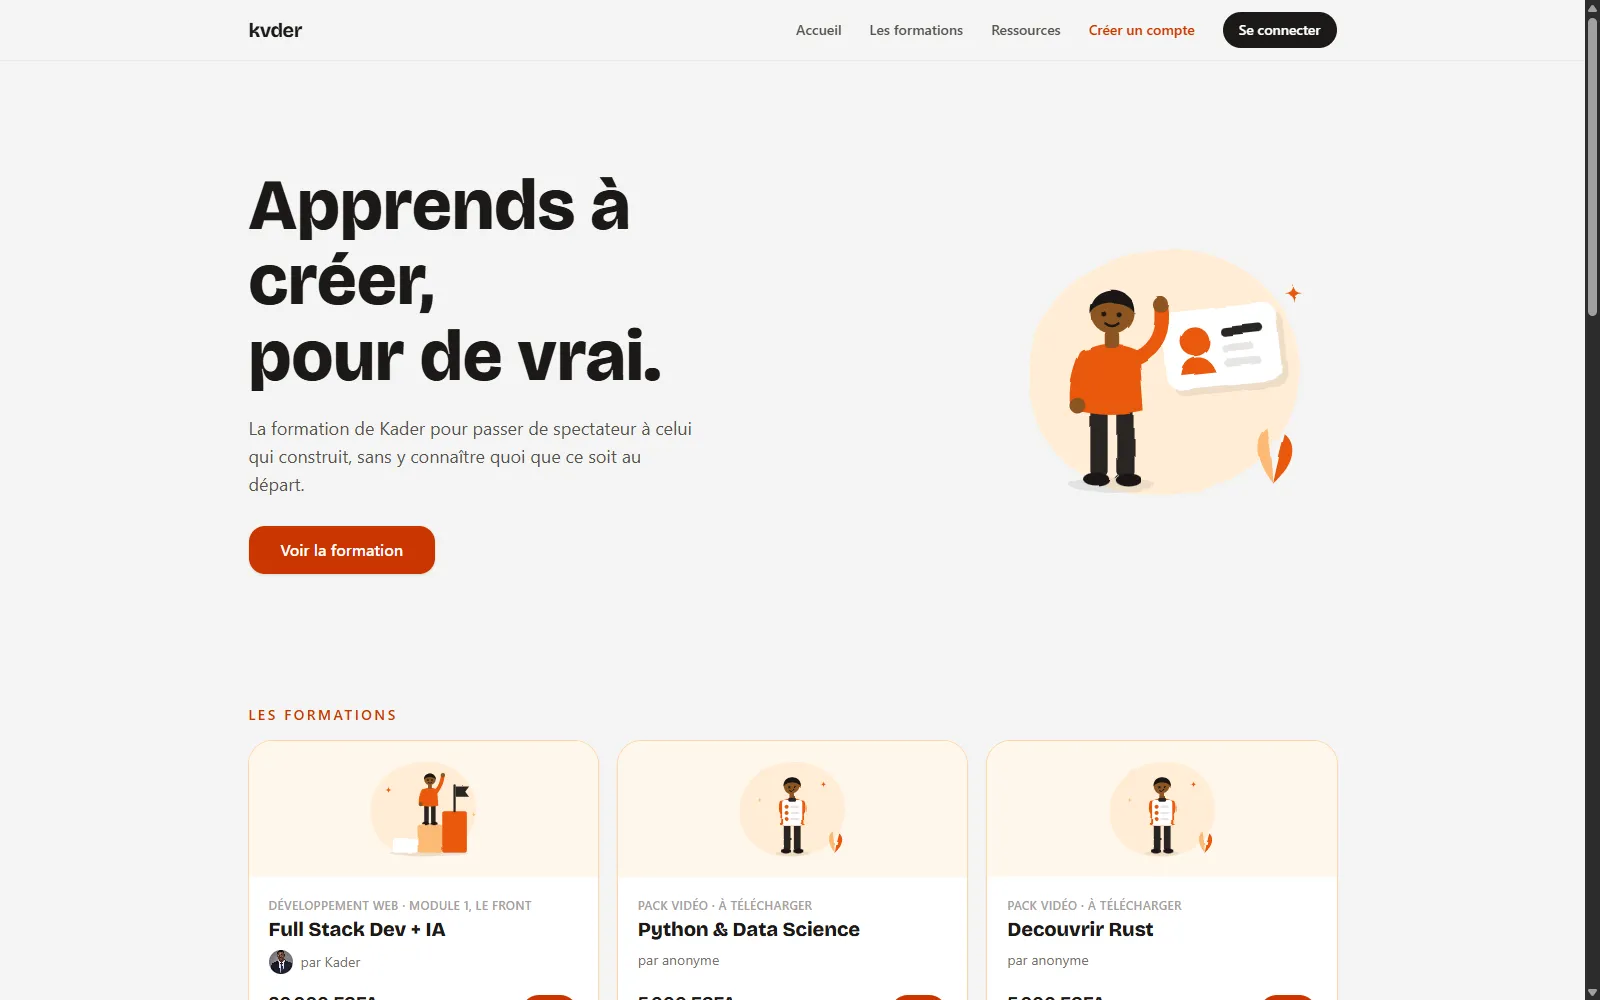 kvder
Accueil
Les formations
Ressources
Créer un compte
Se connecter
Apprends à
créer,
pour de vrai.
La formation de Kader pour passer de spectateur à celui
qui construit, sans y connaître quoi que ce soit au
départ.
Voir la formation
LES FORMATIONS
DÉVELOPPEMENT WEB · MODULE 1, LE FRONT
Full Stack Dev + IA
par Kader
PACK VIDÉO · À TÉLÉCHARGER
Python & Data Science
par anonyme
PACK VIDÉO · À TÉLÉCHARGER
Decouvrir Rust
par anonyme